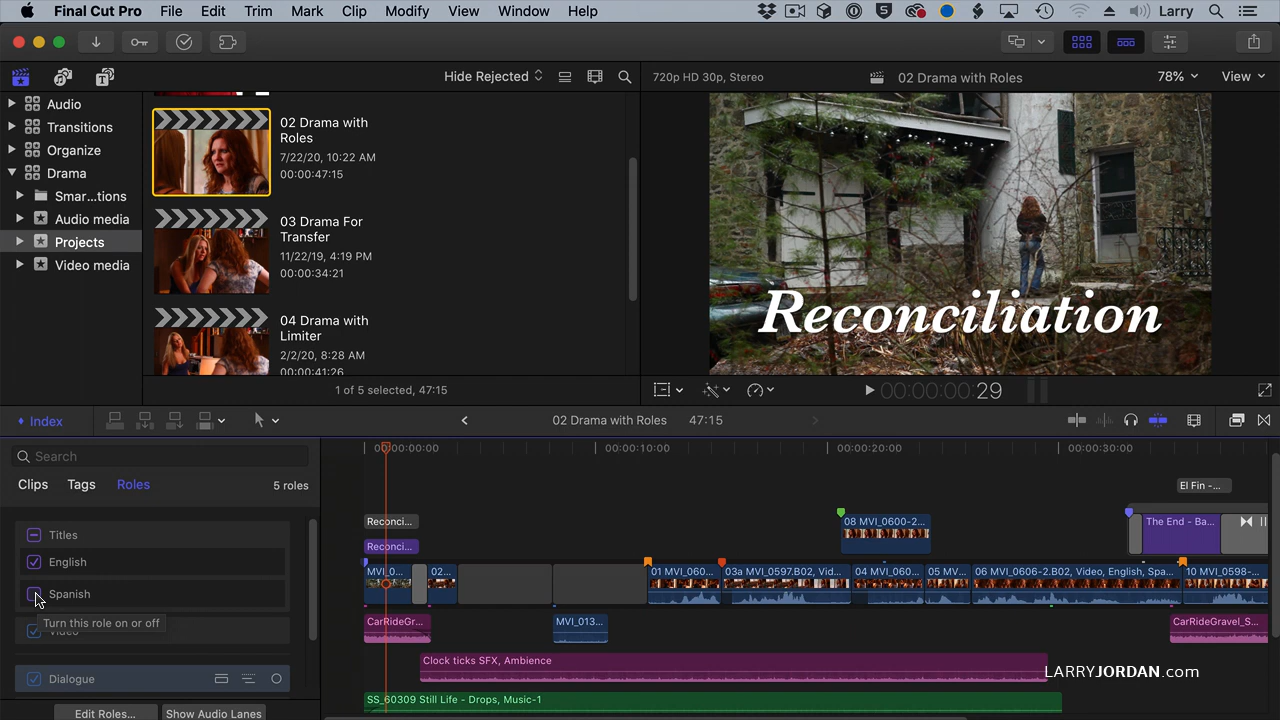 Final Cut Pro File Edit Trim Mark Clip Modify View Window Help Larry
Hide Rejected 720p HD 30p, Stereo 02 Drama with Roles 78% View
Audio
Transitions
Organize
Drama
Smar...tions
Audio media
Projects
Video media
02 Drama with
Roles
7/22/20, 10:22 AM
00:00:47:15
03 Drama For
Transfer
11/22/19, 4:19 PM
00:00:34:21
04 Drama with
Limiter
2/2/20, 8:28 AM
00:00:41:26
1 of 5 selected, 47:15
Reconciliation
00:00:00:29
Index 02 Drama with Roles 47:15
Search
Clips Tags Roles 5 roles
Titles
English
Spanish
Turn this role on or off
Video
Dialogue
Edit Roles... Show Audio Lanes
00:00:00:00 00:00:10:00 00:00:20:00 00:00:30:00
El Fin -...
Reconci... 08 MVI_0600-2... The End - Ba...
Reconci...
MVI_0... 02... 01 MVI_060... 03a MVI_0597.B02, Vid... 04 MVI_060... 05 MV... 06 MVI_0606-2.B02, Video, English, Spa... 10 MVI_0598-...
CarRideGr... MVI_013... CarRideGravel_S...
Clock ticks SFX, Ambience
LARRYJORDAN.com
SS_60309 Still Life - Drops, Music-1